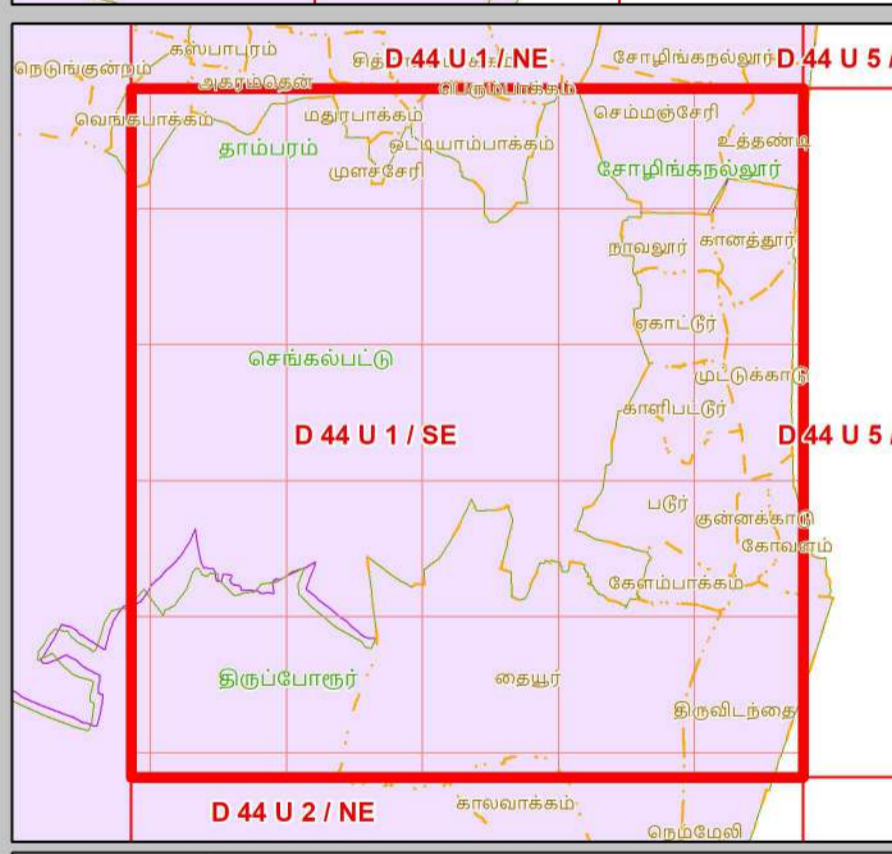 கஸ்பாபுரம்
D 44 U 1 / NE
சோழிங்கநல்லூர்
D 44 U 5 /
நெடுங்குன்றம்
அகரம்தென்
பெரும்பாக்கம்
வெங்கபாக்கம்
மதுரபாக்கம்
செம்மஞ்சேரி
தாம்பரம்
ஒட்டியாம்பாக்கம்
உத்தண்டி
முளச்சேரி
சோழிங்கநல்லூர்
நாவலூர்
கானத்தூர்
ஏகாட்டூர்
செங்கல்பட்டு
முட்டுக்காடு
காளிபட்டூர்
D 44 U 1 / SE
D 44 U 5 /
படூர்
குன்னக்காடு
கோவளம்
கேளம்பாக்கம்
திருப்போரூர்
தையூர்
திருவிடந்தை
D 44 U 2 / NE
காலவாக்கம்
நெம்மேலி